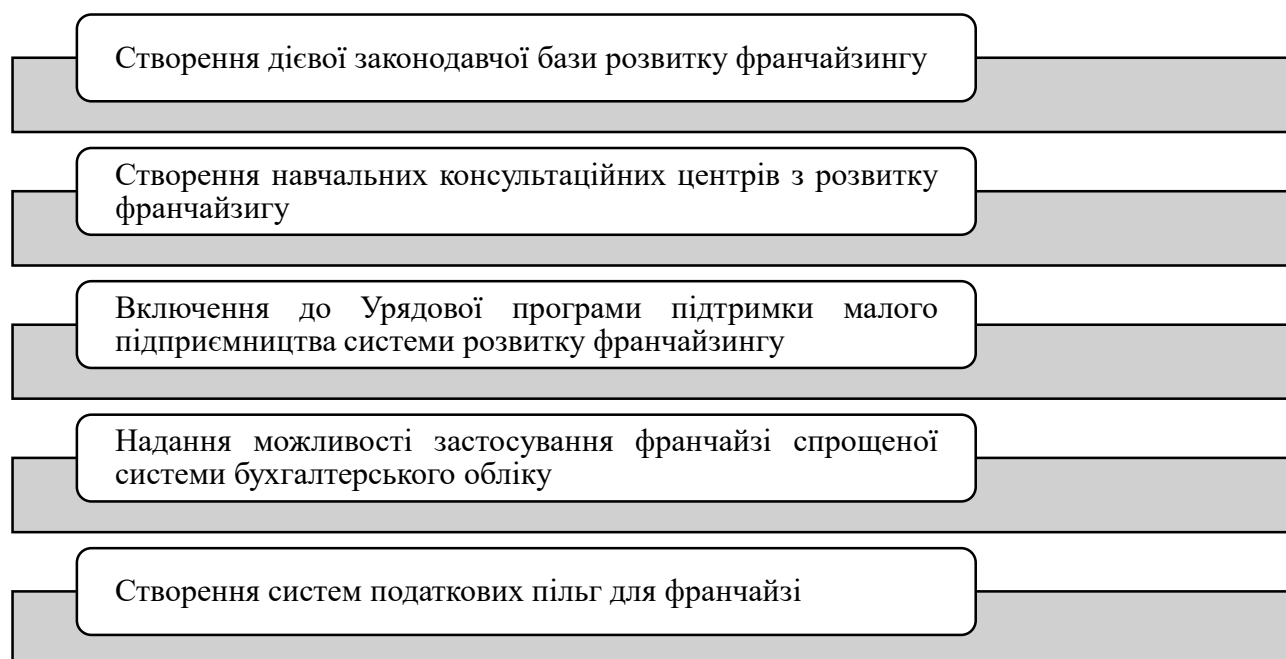 Створення дієвої законодавчої бази розвитку франчайзингу
Створення навчальних консультаційних центрів з розвитку
франчайзигу
Включення до Урядової програми підтримки малого
підприємництва системи розвитку франчайзингу
Надання можливості застосування франчайзі спрощеної
системи бухгалтерського обліку
Створення систем податкових пільг для франчайзі